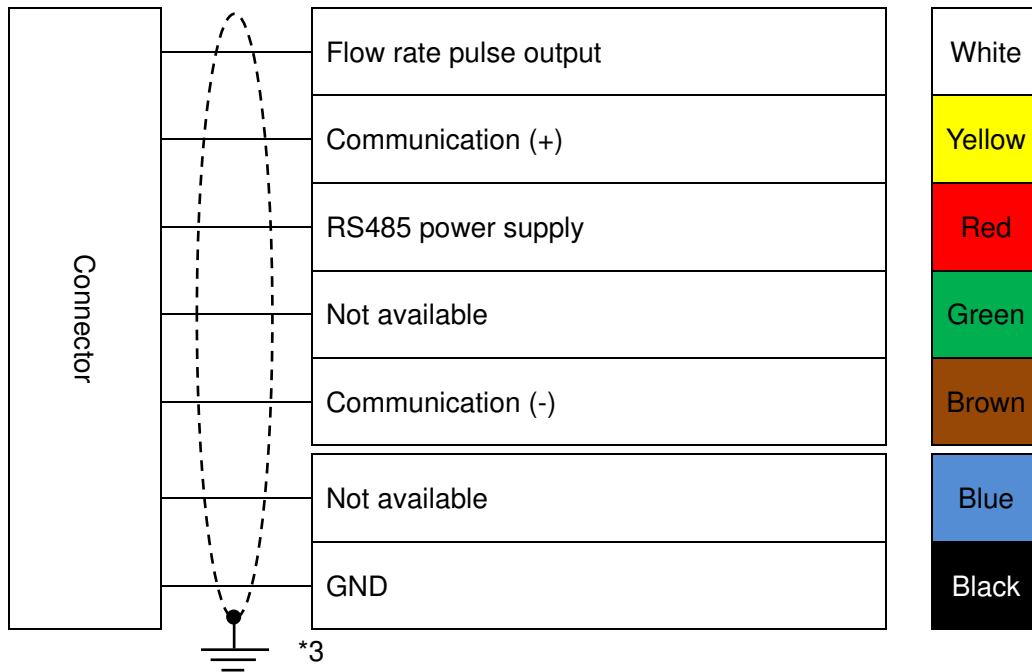 Connector
Flow rate pulse output
White
Communication (+)
Yellow
RS485 power supply
Red
Not available
Green
Communication (-)
Brown
Not available
Blue
GND
Black
*3